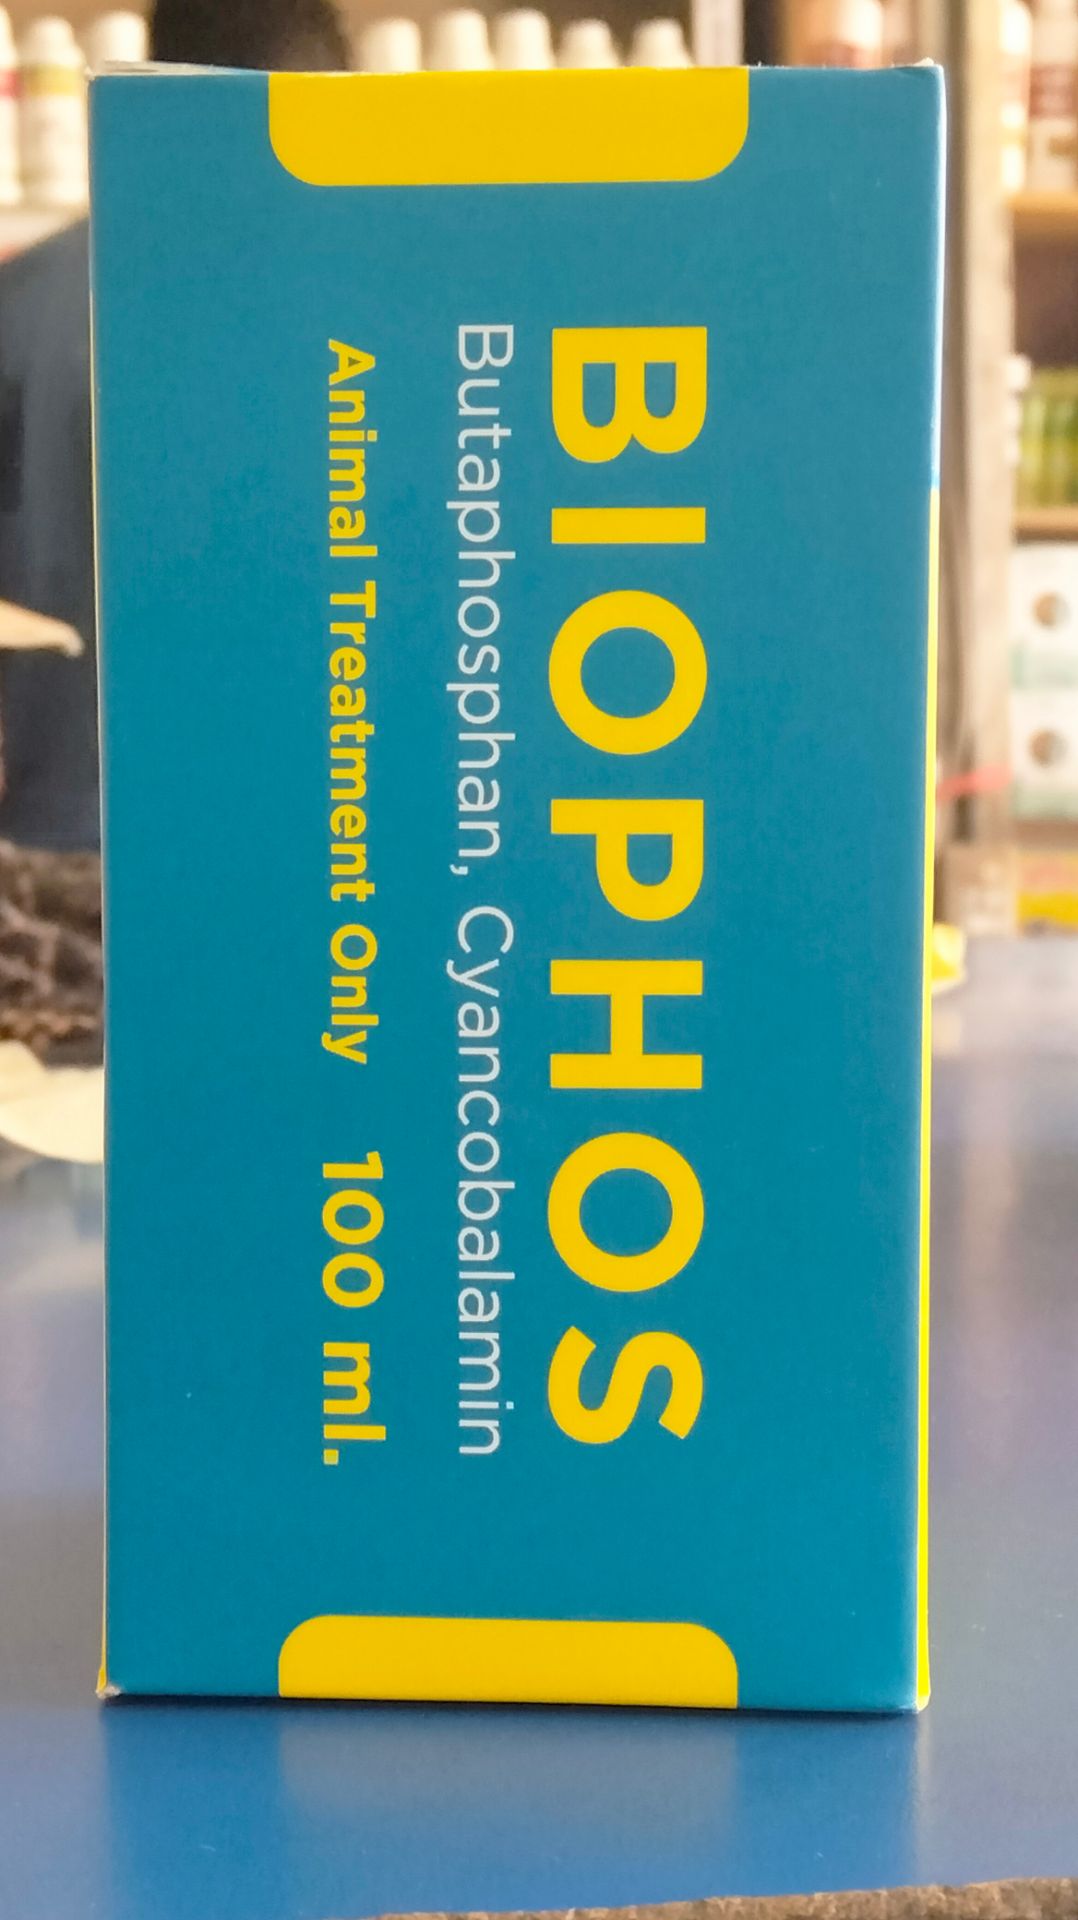 BIOPHOS
Butaphosphan, Cyancobalamin
Animal Treatment Only 100 ml.